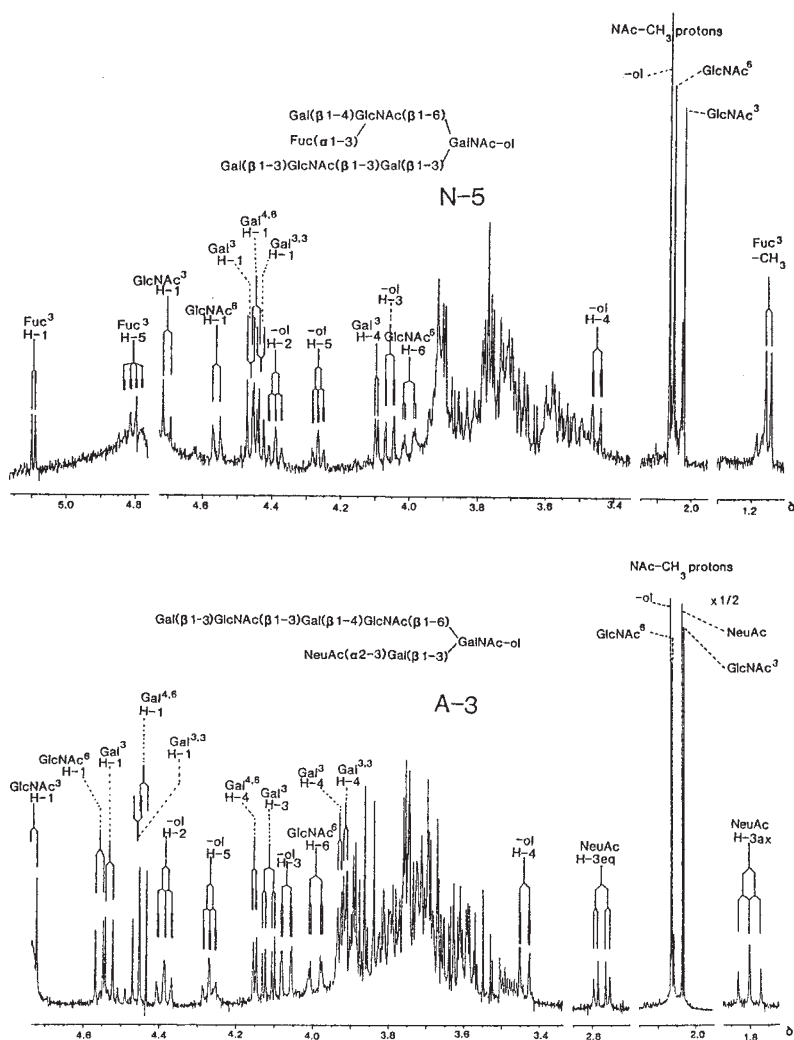 NAc-CH3 protons
-ol
GlcNAc6
GlcNAc3
Gal(β1-4)GlcNAc(β1-6)
Fuc(α1-3)
GalNAc-ol
Gal(β1-3)GlcNAc(β1-3)Gal(β1-3)
N-5
Gal4,6
H-1
Gal3
H-1
Gal3,3
H-1
Fuc3
-CH3
GlcNAc3
H-1
Fuc3
H-1
Fuc3
H-5
GlcNAc6
H-1
-ol
H-2
-ol
H-5
Gal3
H-4
-ol
H-3
GlcNAc6
H-6
-ol
H-4
5.0 4.8 4.6 4.4 4.2 4.0 3.8 3.6 3.4 2.0 1.2 δ
NAc-CH3 protons
-ol
x1/2
NeuAc
GlcNAc6
GlcNAc3
Gal(β1-3)GlcNAc(β1-3)Gal(β1-4)GlcNAc(β1-6)
GalNAc-ol
NeuAc(α2-3)Gal(β1-3)
A-3
Gal4,6
H-1
Gal3,3
H-1
Gal3
H-1
GlcNAc6
H-1
GlcNAc3
H-1
-ol
H-2
-ol
H-5
Gal4,6
H-4
Gal3
H-3
-ol
H-3
GlcNAc6
H-6
Gal3
H-4
Gal3,3
H-4
-ol
H-4
NeuAc
H-3eq
NeuAc
H-3ax
4.6 4.4 4.2 4.0 3.8 3.6 3.4 2.8 2.0 1.8 δ